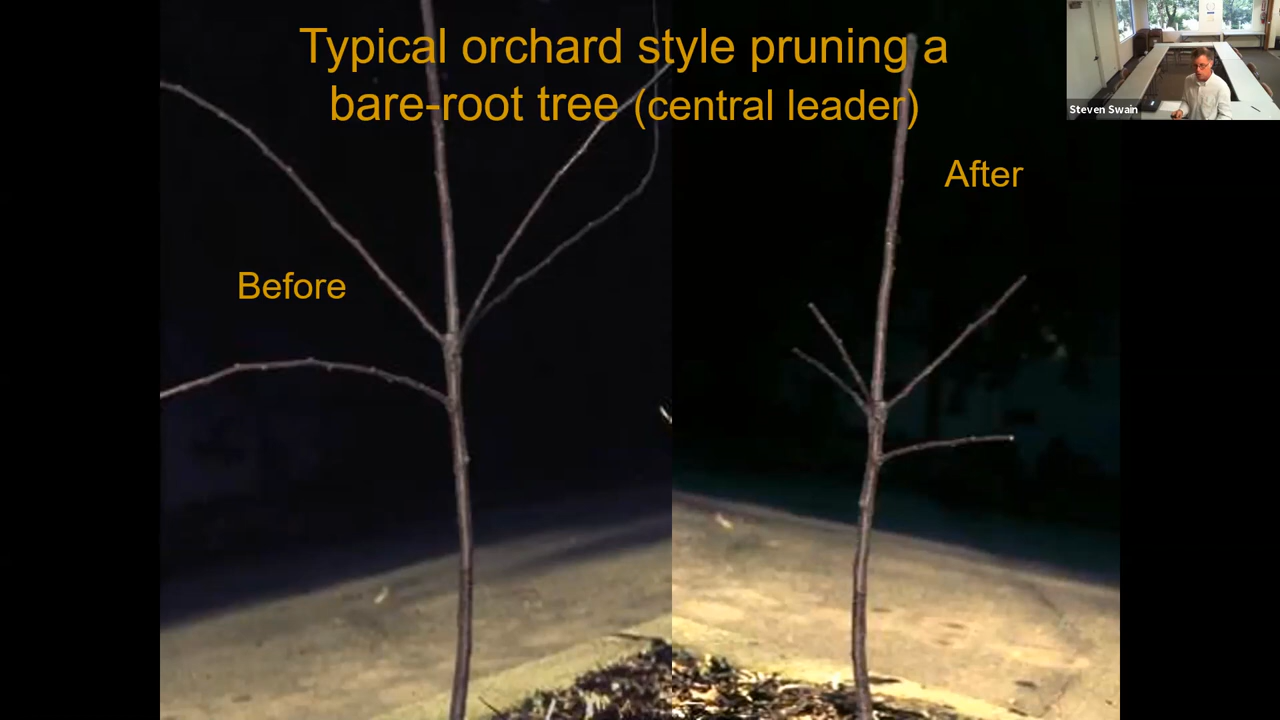 Typical orchard style pruning a
bare-root tree (central leader)
Steven Swain
After
Before